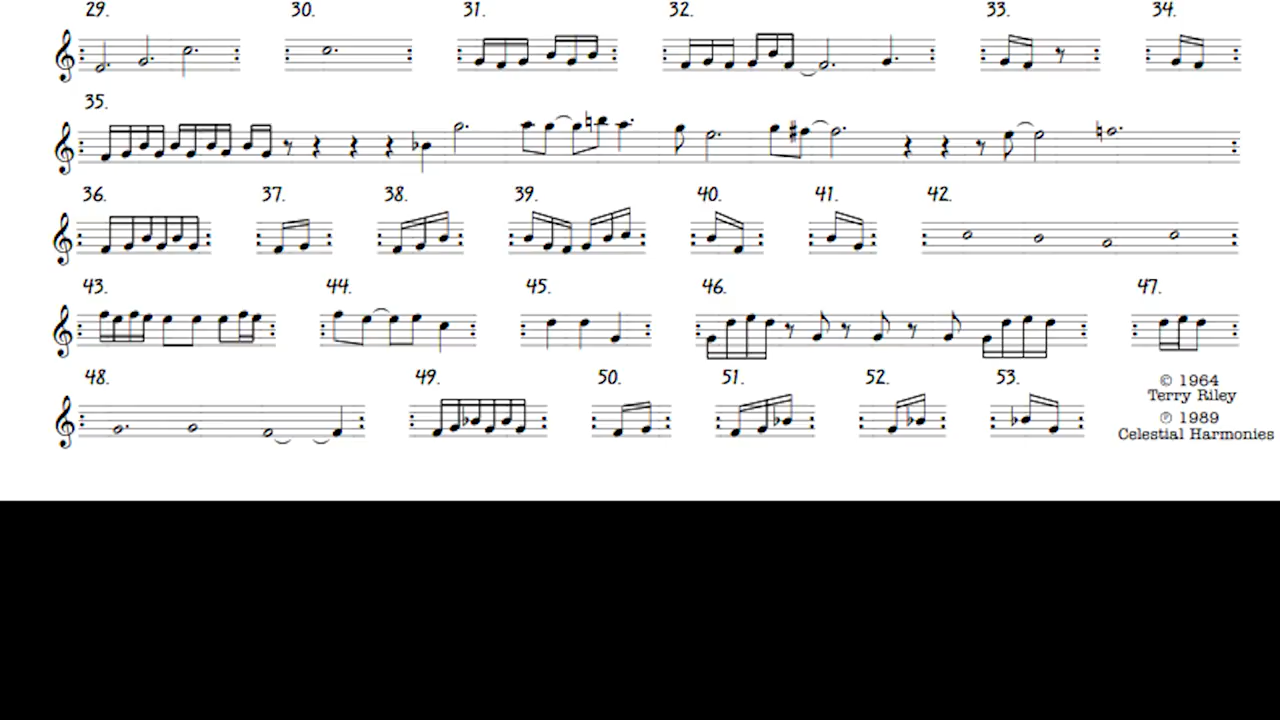 29. 30. 31. 32. 33. 34.
35.
36. 37. 38. 39. 40. 41. 42.
43. 44. 45. 46. 47.
48. 49. 50. 51. 52. 53.
© 1964
Terry Riley
℗ 1989
Celestial Harmonies